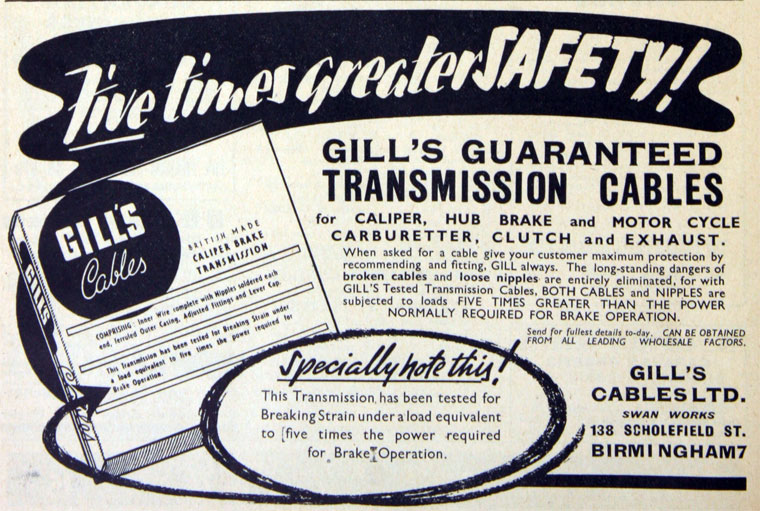 Five times greater SAFETY!
GILL'S GUARANTEED
TRANSMISSION CABLES
for CALIPER, HUB BRAKE and MOTOR CYCLE
CARBURETTER, CLUTCH and EXHAUST.
When asked for a cable give your customer maximum protection by
recommending and fitting, GILL always. The long-standing dangers of
broken cables and loose nipples are entirely eliminated, for with
GILL'S Tested Transmission Cables, BOTH CABLES and NIPPLES are
subjected to loads FIVE TIMES GREATER THAN THE POWER
NORMALLY REQUIRED FOR BRAKE OPERATION.
Send for fullest details to-day. CAN BE OBTAINED
FROM ALL LEADING WHOLESALE FACTORS.
GILL'S
Cables
BRITISH MADE
CALIPER BRAKE
TRANSMISSION
COMPRISING: Inner Wire complete with Nipples soldered each
end, ferruled Outer Casing, Adjusted Fittings and Lever Cap.
This Transmission has been tested for Breaking Strain under
a load equivalent to five times the power required for
Brake Operation.
GILL'S
Specially note this!
This Transmission has been tested for
Breaking Strain under a load equivalent
to five times the power required
for Brake Operation.
GILL'S
CABLES LTD.
SWAN WORKS
138 SCHOLEFIELD ST.
BIRMINGHAM 7